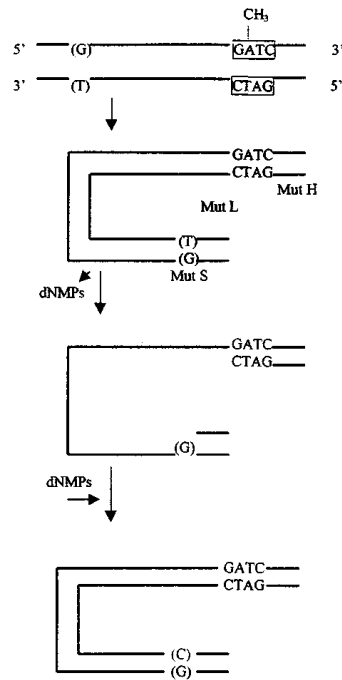 CH3
5' (G) GATC 3'
3' (T) CTAG 5'
GATC
CTAG
Mut H
Mut L
(T)
(G)
Mut S
dNMPs
GATC
CTAG
(G)
dNMPs
GATC
CTAG
(C)
(G)